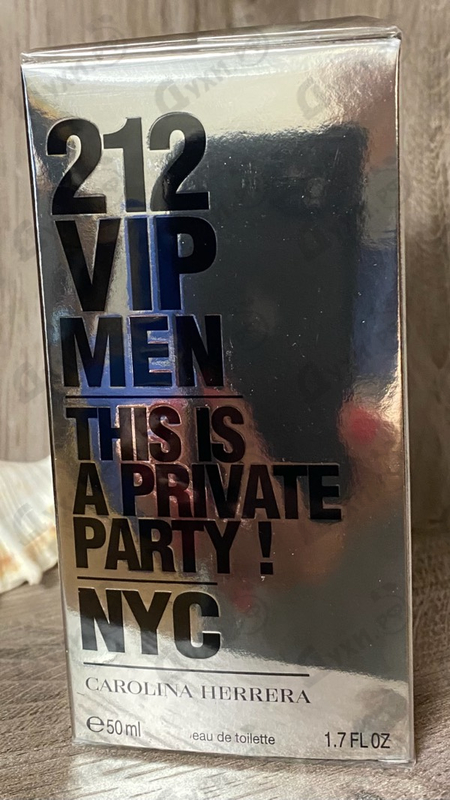 212
VIP
MEN
THIS IS
A PRIVATE
PARTY !
NYC
CAROLINA HERRERA
℮50ml eau de toilette 1.7 FL OZ